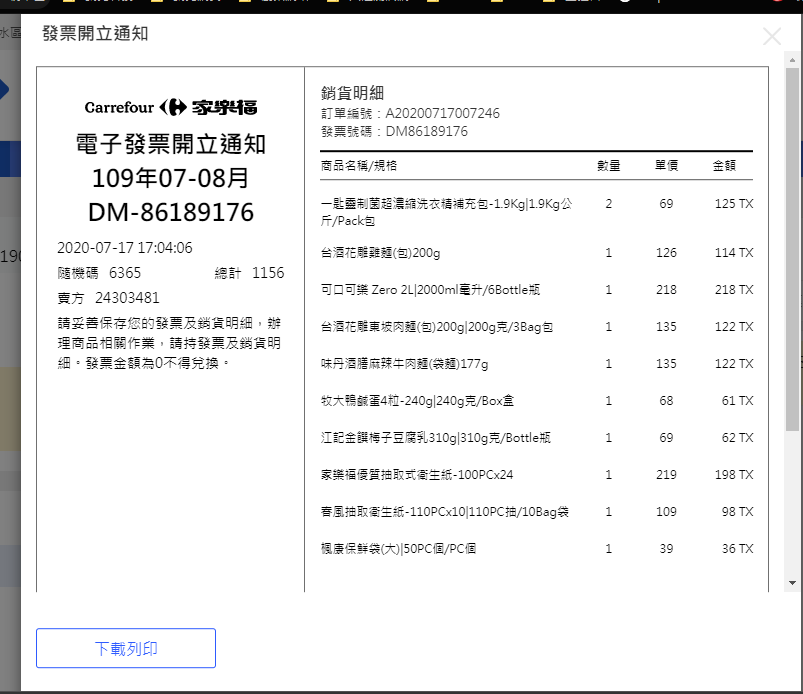 發票開立通知
Carrefour 家樂福
電子發票開立通知
109年07-08月
DM-86189176
2020-07-17 17:04:06
隨機碼 6365 總計 1156
賣方 24303481
請妥善保存您的發票及銷貨明細，辦
理商品相關作業，請持發票及銷貨明
細。發票金額為0不得兌換。
銷貨明細
訂單編號：A20200717007246
發票號碼：DM86189176
商品名稱/規格 數量 單價 金額
一匙靈制菌超濃縮洗衣精補充包-1.9Kg|1.9Kg公 2 69 125 TX
斤/Pack包
台酒花雕雞麵(包)200g 1 126 114 TX
可口可樂 Zero 2L|2000ml毫升/6Bottle瓶 1 218 218 TX
台酒花雕東坡肉麵(包)200g|200g克/3Bag包 1 135 122 TX
味丹酒膳麻辣牛肉麵(袋麵)177g 1 135 122 TX
牧大鴨鹹蛋4粒-240g|240g克/Box盒 1 68 61 TX
江記金饌梅子豆腐乳310g|310g克/Bottle瓶 1 69 62 TX
家樂福優質抽取式衛生紙-100PCx24 1 219 198 TX
春風抽取衛生紙-110PCx10|110PC抽/10Bag袋 1 109 98 TX
楓康保鮮袋(大)|50PC個/PC個 1 39 36 TX
下載列印